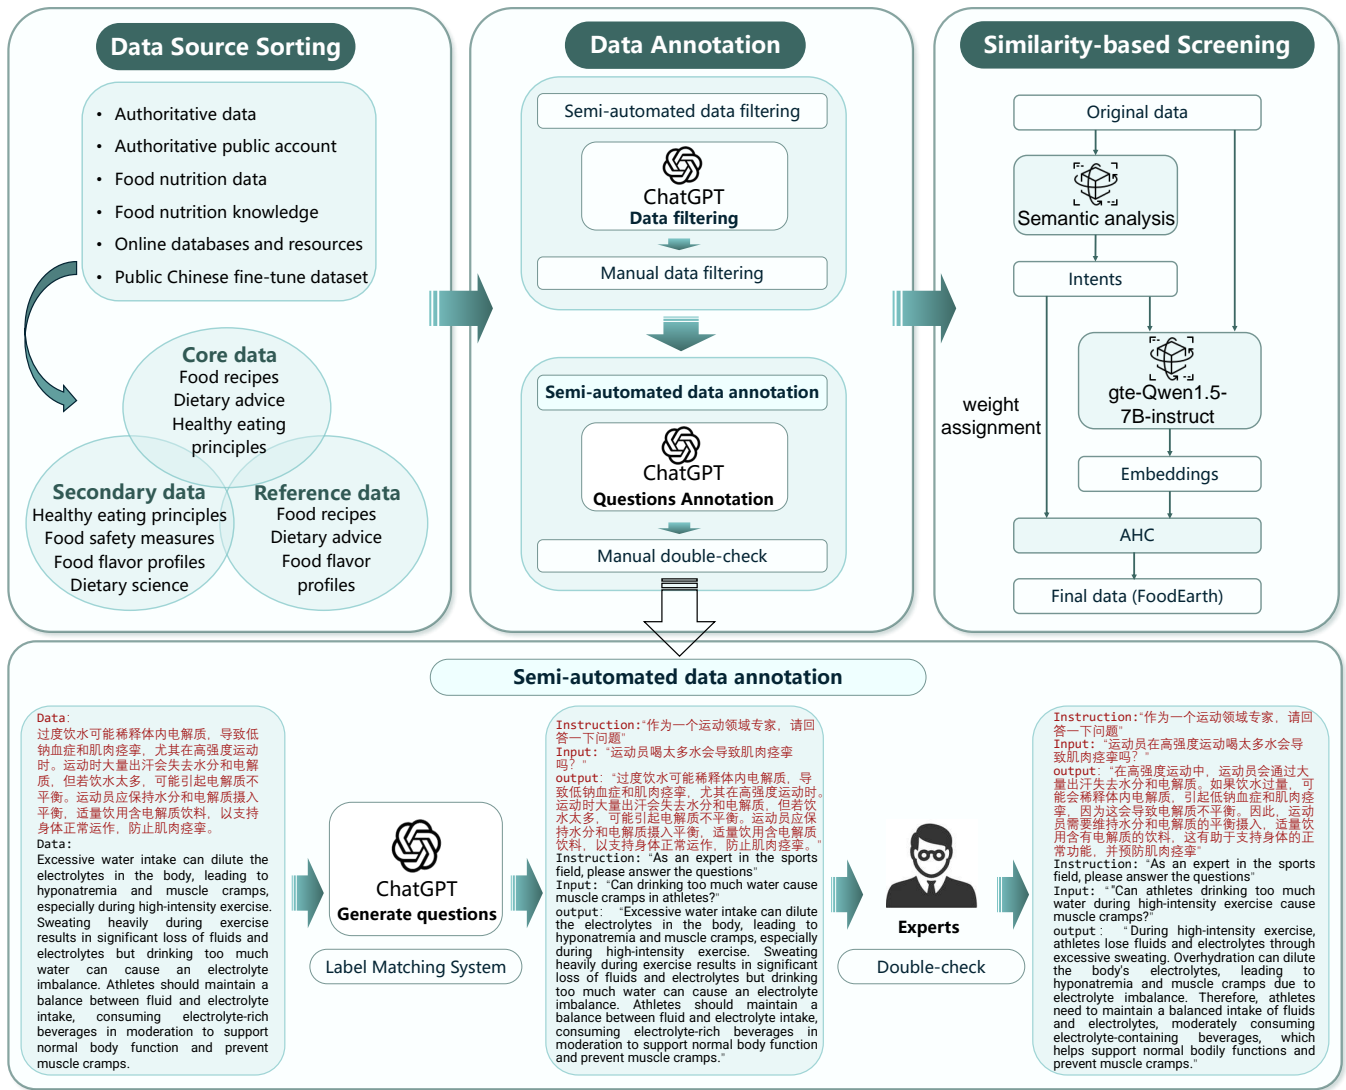 Data Source Sorting
• Authoritative data
• Authoritative public account
• Food nutrition data
• Food nutrition knowledge
• Online databases and resources
• Public Chinese fine-tune dataset
Core data
Food recipes
Dietary advice
Healthy eating
principles
Secondary data
Healthy eating principles
Food safety measures
Food flavor profiles
Dietary science
Reference data
Food recipes
Dietary advice
Food flavor
profiles
Data Annotation
Semi-automated data filtering
ChatGPT
Data filtering
Manual data filtering
Semi-automated data annotation
ChatGPT
Questions Annotation
Manual double-check
Similarity-based Screening
Original data
Semantic analysis
Intents
gte-Qwen1.5-
7B-instruct
weight
assignment
Embeddings
AHC
Final data (FoodEarth)
Semi-automated data annotation
Data:
过度饮水可能稀释体内电解质，导致低
钠血症和肌肉痉挛，尤其在高强度运动
时。运动时大量出汗会失去水分和电解
质，但若饮水太多，可能引起电解质不
平衡。运动员应保持水分和电解质摄入
平衡，适量饮用含电解质饮料，以支持
身体正常运作，防止肌肉痉挛。
Data:
Excessive water intake can dilute the
electrolytes in the body, leading to
hyponatremia and muscle cramps,
especially during high-intensity exercise.
Sweating heavily during exercise
results in significant loss of fluids and
electrolytes but drinking too much
water can cause an electrolyte
imbalance. Athletes should maintain a
balance between fluid and electrolyte
intake, consuming electrolyte-rich
beverages in moderation to support
normal body function and prevent
muscle cramps.
ChatGPT
Generate questions
Label Matching System
Instruction:"作为一个运动领域专家，请回
答一下问题"
Input: "运动员喝太多水会导致肌肉痉挛
吗？"
output: "过度饮水可能稀释体内电解质，导
致低钠血症和肌肉痉挛，尤其在高强度运动时。
运动时大量出汗会失去水分和电解质，但若饮
水太多，可能引起电解质不平衡。运动员应保
持水分和电解质摄入平衡，适量饮用含电解质
饮料，以支持身体正常运作，防止肌肉痉挛。"
Instruction: "As an expert in the sports
field, please answer the questions"
Input: "Can drinking too much water cause
muscle cramps in athletes?"
output: "Excessive water intake can dilute
the electrolytes in the body, leading to
hyponatremia and muscle cramps, especially
during high-intensity exercise. Sweating
heavily during exercise results in significant
loss of fluids and electrolytes but drinking
too much water can cause an electrolyte
imbalance. Athletes should maintain a
balance between fluid and electrolyte intake,
consuming electrolyte-rich beverages in
moderation to support normal body function
and prevent muscle cramps."
Experts
Double-check
Instruction:"作为一个运动领域专家，请回
答一下问题"
Input: "运动员在高强度运动喝太多水会导
致肌肉痉挛吗？"
output: "在高强度运动中，运动员会通过大
量出汗失去水分和电解质。如果饮水过量，可
能会稀释体内电解质，引起低钠血症和肌肉痉
挛，因为这会导致电解质不平衡。因此，运动
员需要维持水分和电解质的平衡摄入，适量饮
用含有电解质的饮料，这有助于支持身体的正
常功能，并预防肌肉痉挛"
Instruction: "As an expert in the sports
field, please answer the questions"
Input: ""Can athletes drinking too much
water during high-intensity exercise cause
muscle cramps?"
output: "During high-intensity exercise,
athletes lose fluids and electrolytes through
excessive sweating. Overhydration can dilute
the body's electrolytes, leading to
hyponatremia and muscle cramps due to
electrolyte imbalance. Therefore, athletes
need to maintain a balanced intake of fluids
and electrolytes, moderately consuming
electrolyte-containing beverages, which
helps support normal bodily functions and
prevent muscle cramps."